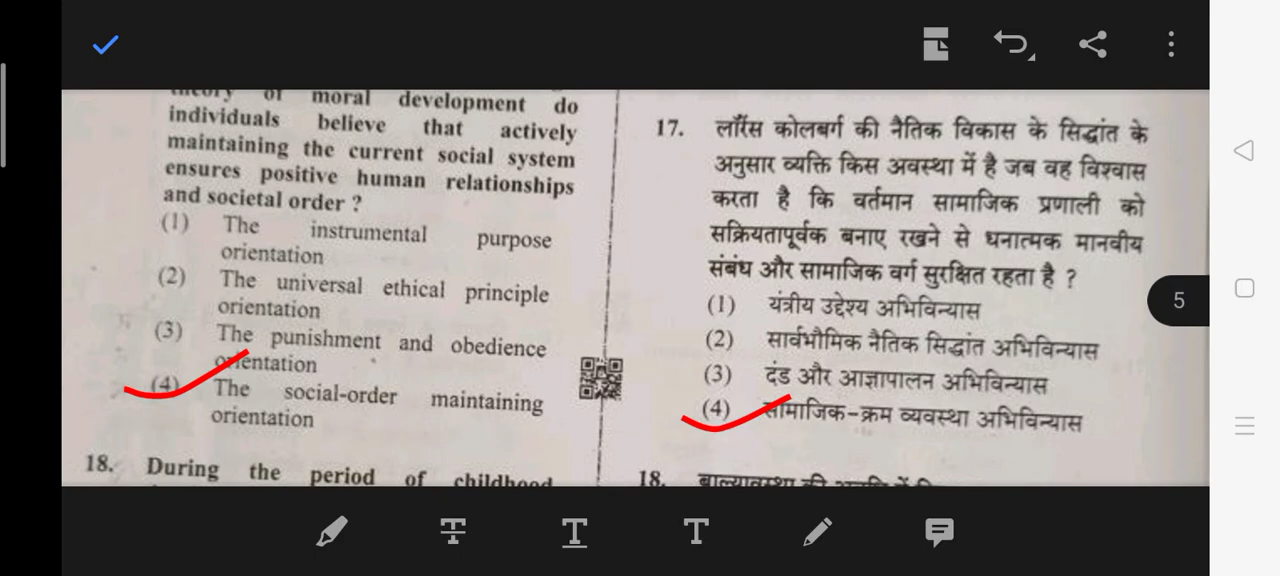 theory of moral development do
individuals believe that actively
maintaining the current social system
ensures positive human relationships
and societal order ?
(1) The instrumental purpose
orientation
(2) The universal ethical principle
orientation
(3) The punishment and obedience
orientation
(4) The social-order maintaining
orientation
18. During the period of childhood
17. लॉरेंस कोलबर्ग की नैतिक विकास के सिद्धांत के
अनुसार व्यक्ति किस अवस्था में है जब वह विश्वास
करता है कि वर्तमान सामाजिक प्रणाली को
सक्रियतापूर्वक बनाए रखने से धनात्मक मानवीय
संबंध और सामाजिक वर्ग सुरक्षित रहता है ?
(1) यंत्रीय उद्देश्य अभिविन्यास
(2) सार्वभौमिक नैतिक सिद्धांत अभिविन्यास
(3) दंड और आज्ञापालन अभिविन्यास
(4) सामाजिक-क्रम व्यवस्था अभिविन्यास
18. बाल्यावस्था की अवधि में
5
T
T
T